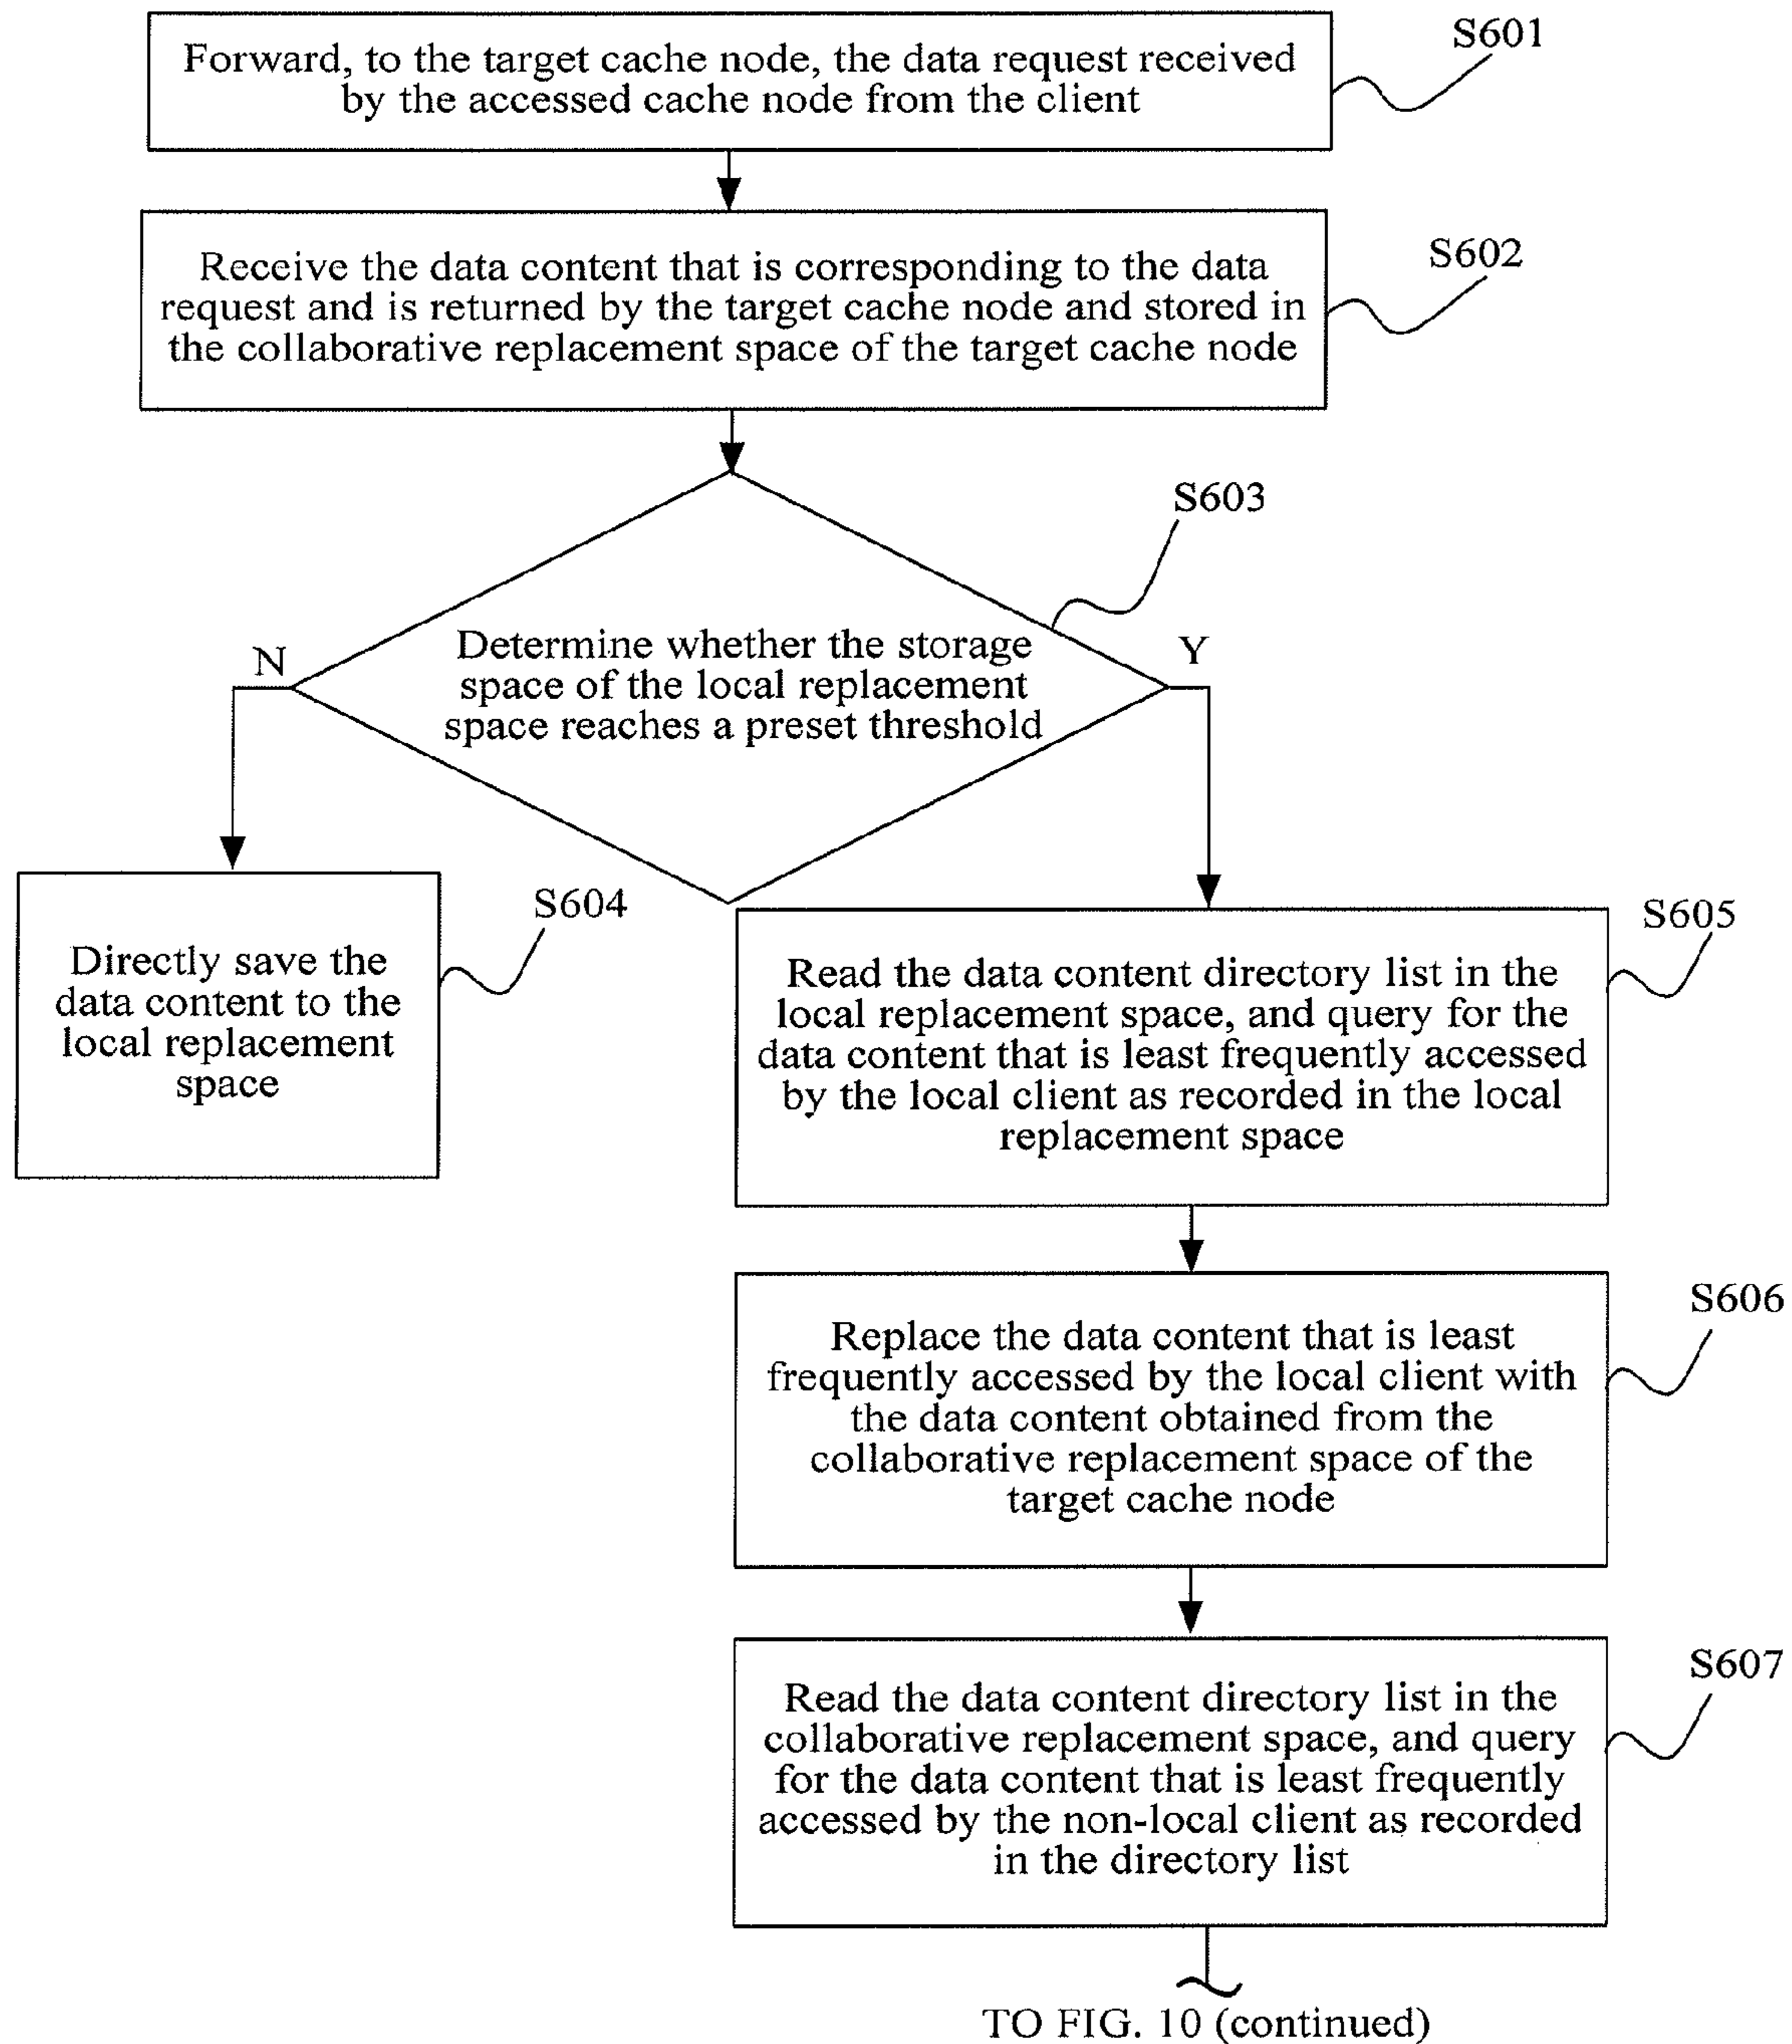 Forward, to the target cache node, the data request received
by the accessed cache node from the client
S601
Receive the data content that is corresponding to the data
request and is returned by the target cache node and stored in
the collaborative replacement space of the target cache node
S602
S603
Determine whether the storage
space of the local replacement
space reaches a preset threshold
N
Y
Directly save the
data content to the
local replacement
space
S604
S605
Read the data content directory list in the
local replacement space, and query for the
data content that is least frequently accessed
by the local client as recorded in the local
replacement space
S606
Replace the data content that is least
frequently accessed by the local client with
the data content obtained from the
collaborative replacement space of the
target cache node
S607
Read the data content directory list in the
collaborative replacement space, and query
for the data content that is least frequently
accessed by the non-local client as recorded
in the directory list
TO FIG. 10 (continued)